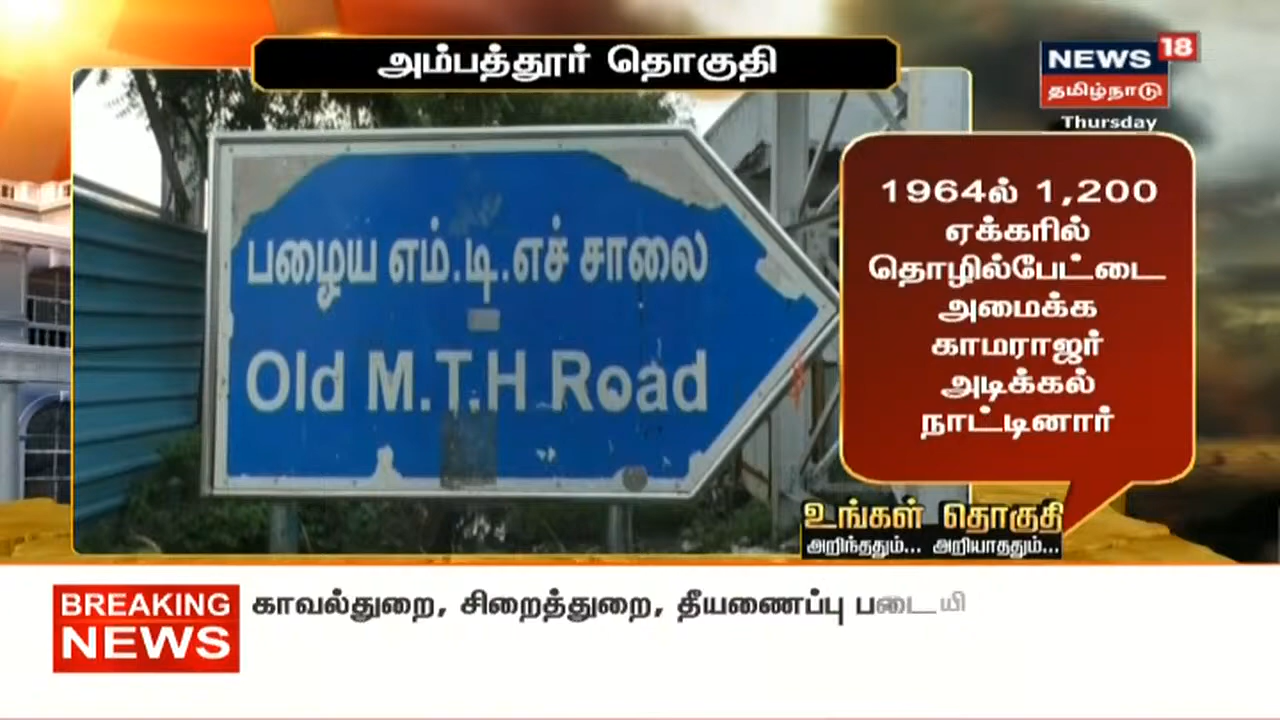 அம்பத்தூர் தொகுதி
NEWS 18
தமிழ்நாடு
Thursday
பழைய எம்.டி.எச் சாலை
Old M.T.H Road
1964ல் 1,200
ஏக்கரில்
தொழில்பேட்டை
அமைக்க
காமராஜர்
அடிக்கல்
நாட்டினார்
உங்கள் தொகுதி
அறிந்ததும்... அறியாததும்...
BREAKING
NEWS
காவல்துறை, சிறைத்துறை, தீயணைப்பு படையி